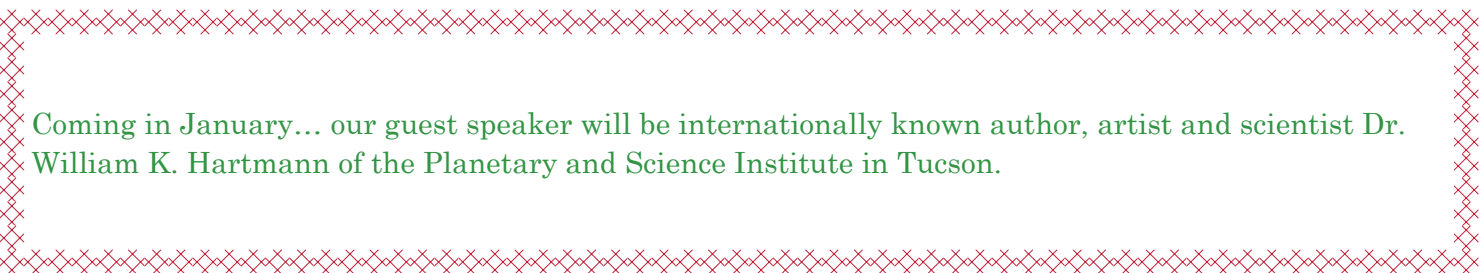 Coming in January… our guest speaker will be internationally known author, artist and scientist Dr.
William K. Hartmann of the Planetary and Science Institute in Tucson.